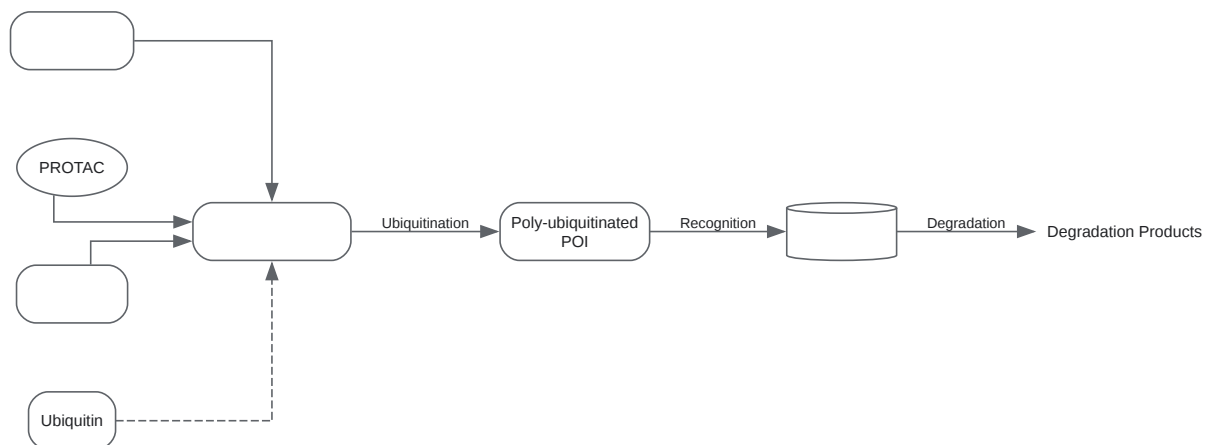 PROTAC
Ubiquitination
Poly-ubiquitinated
POI
Recognition
Degradation
Degradation Products
Ubiquitin